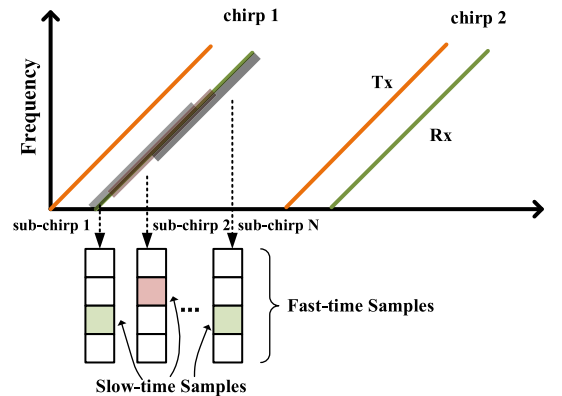 chirp 1
chirp 2
Frequency
Tx
Rx
sub-chirp 1
sub-chirp 2
sub-chirp N
...
Fast-time Samples
Slow-time Samples